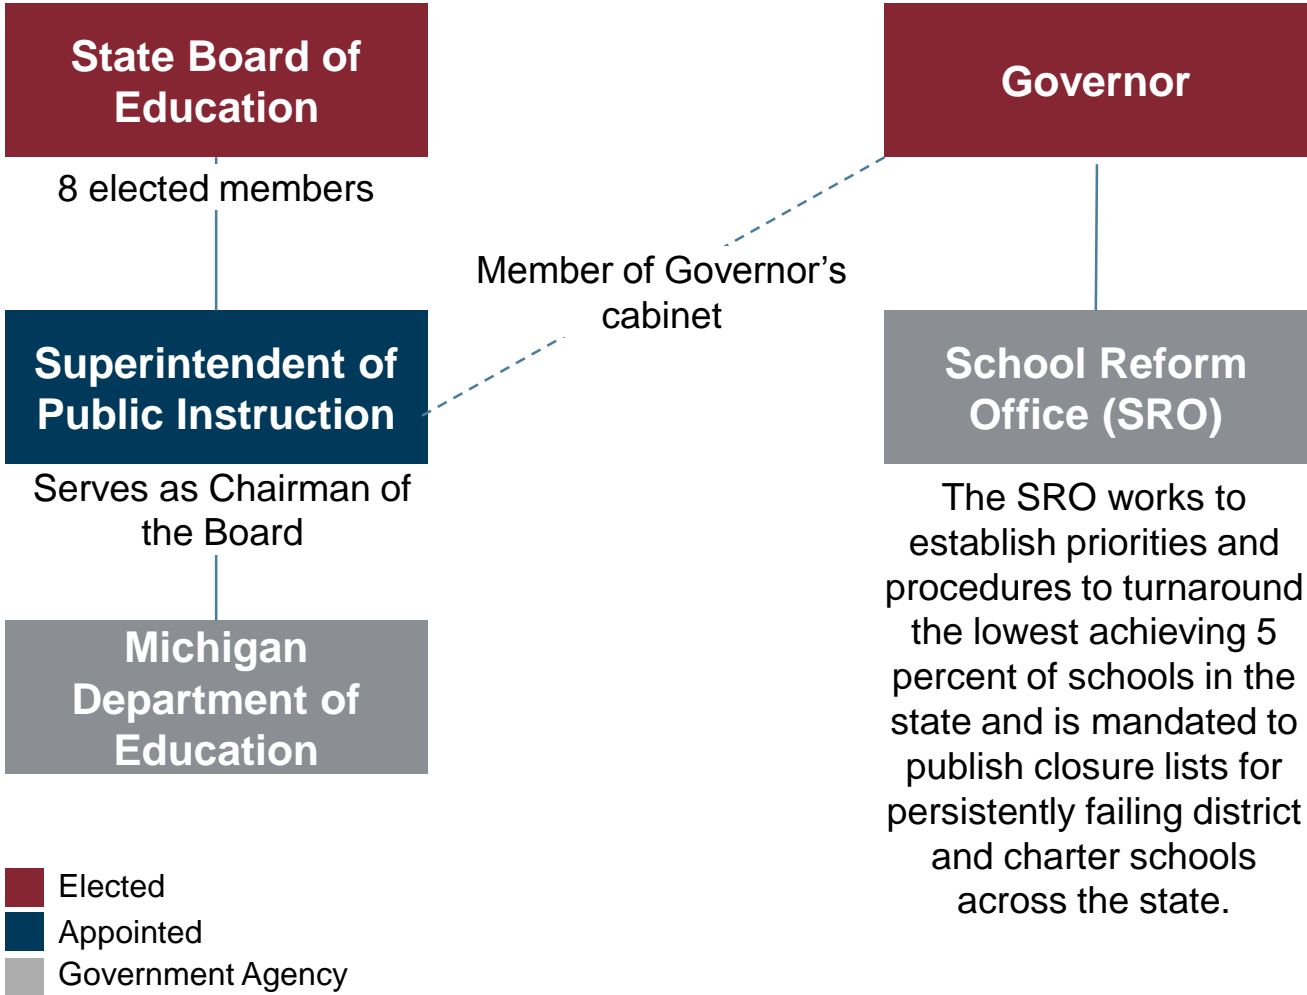 State Board of
Education
8 elected members
Governor
Member of Governor’s
cabinet
Superintendent of
Public Instruction
Serves as Chairman of
the Board
Michigan
Department of
Education
School Reform
Office (SRO)
The SRO works to
establish priorities and
procedures to turnaround
the lowest achieving 5
percent of schools in the
state and is mandated to
publish closure lists for
persistently failing district
and charter schools
across the state.
Elected
Appointed
Government Agency